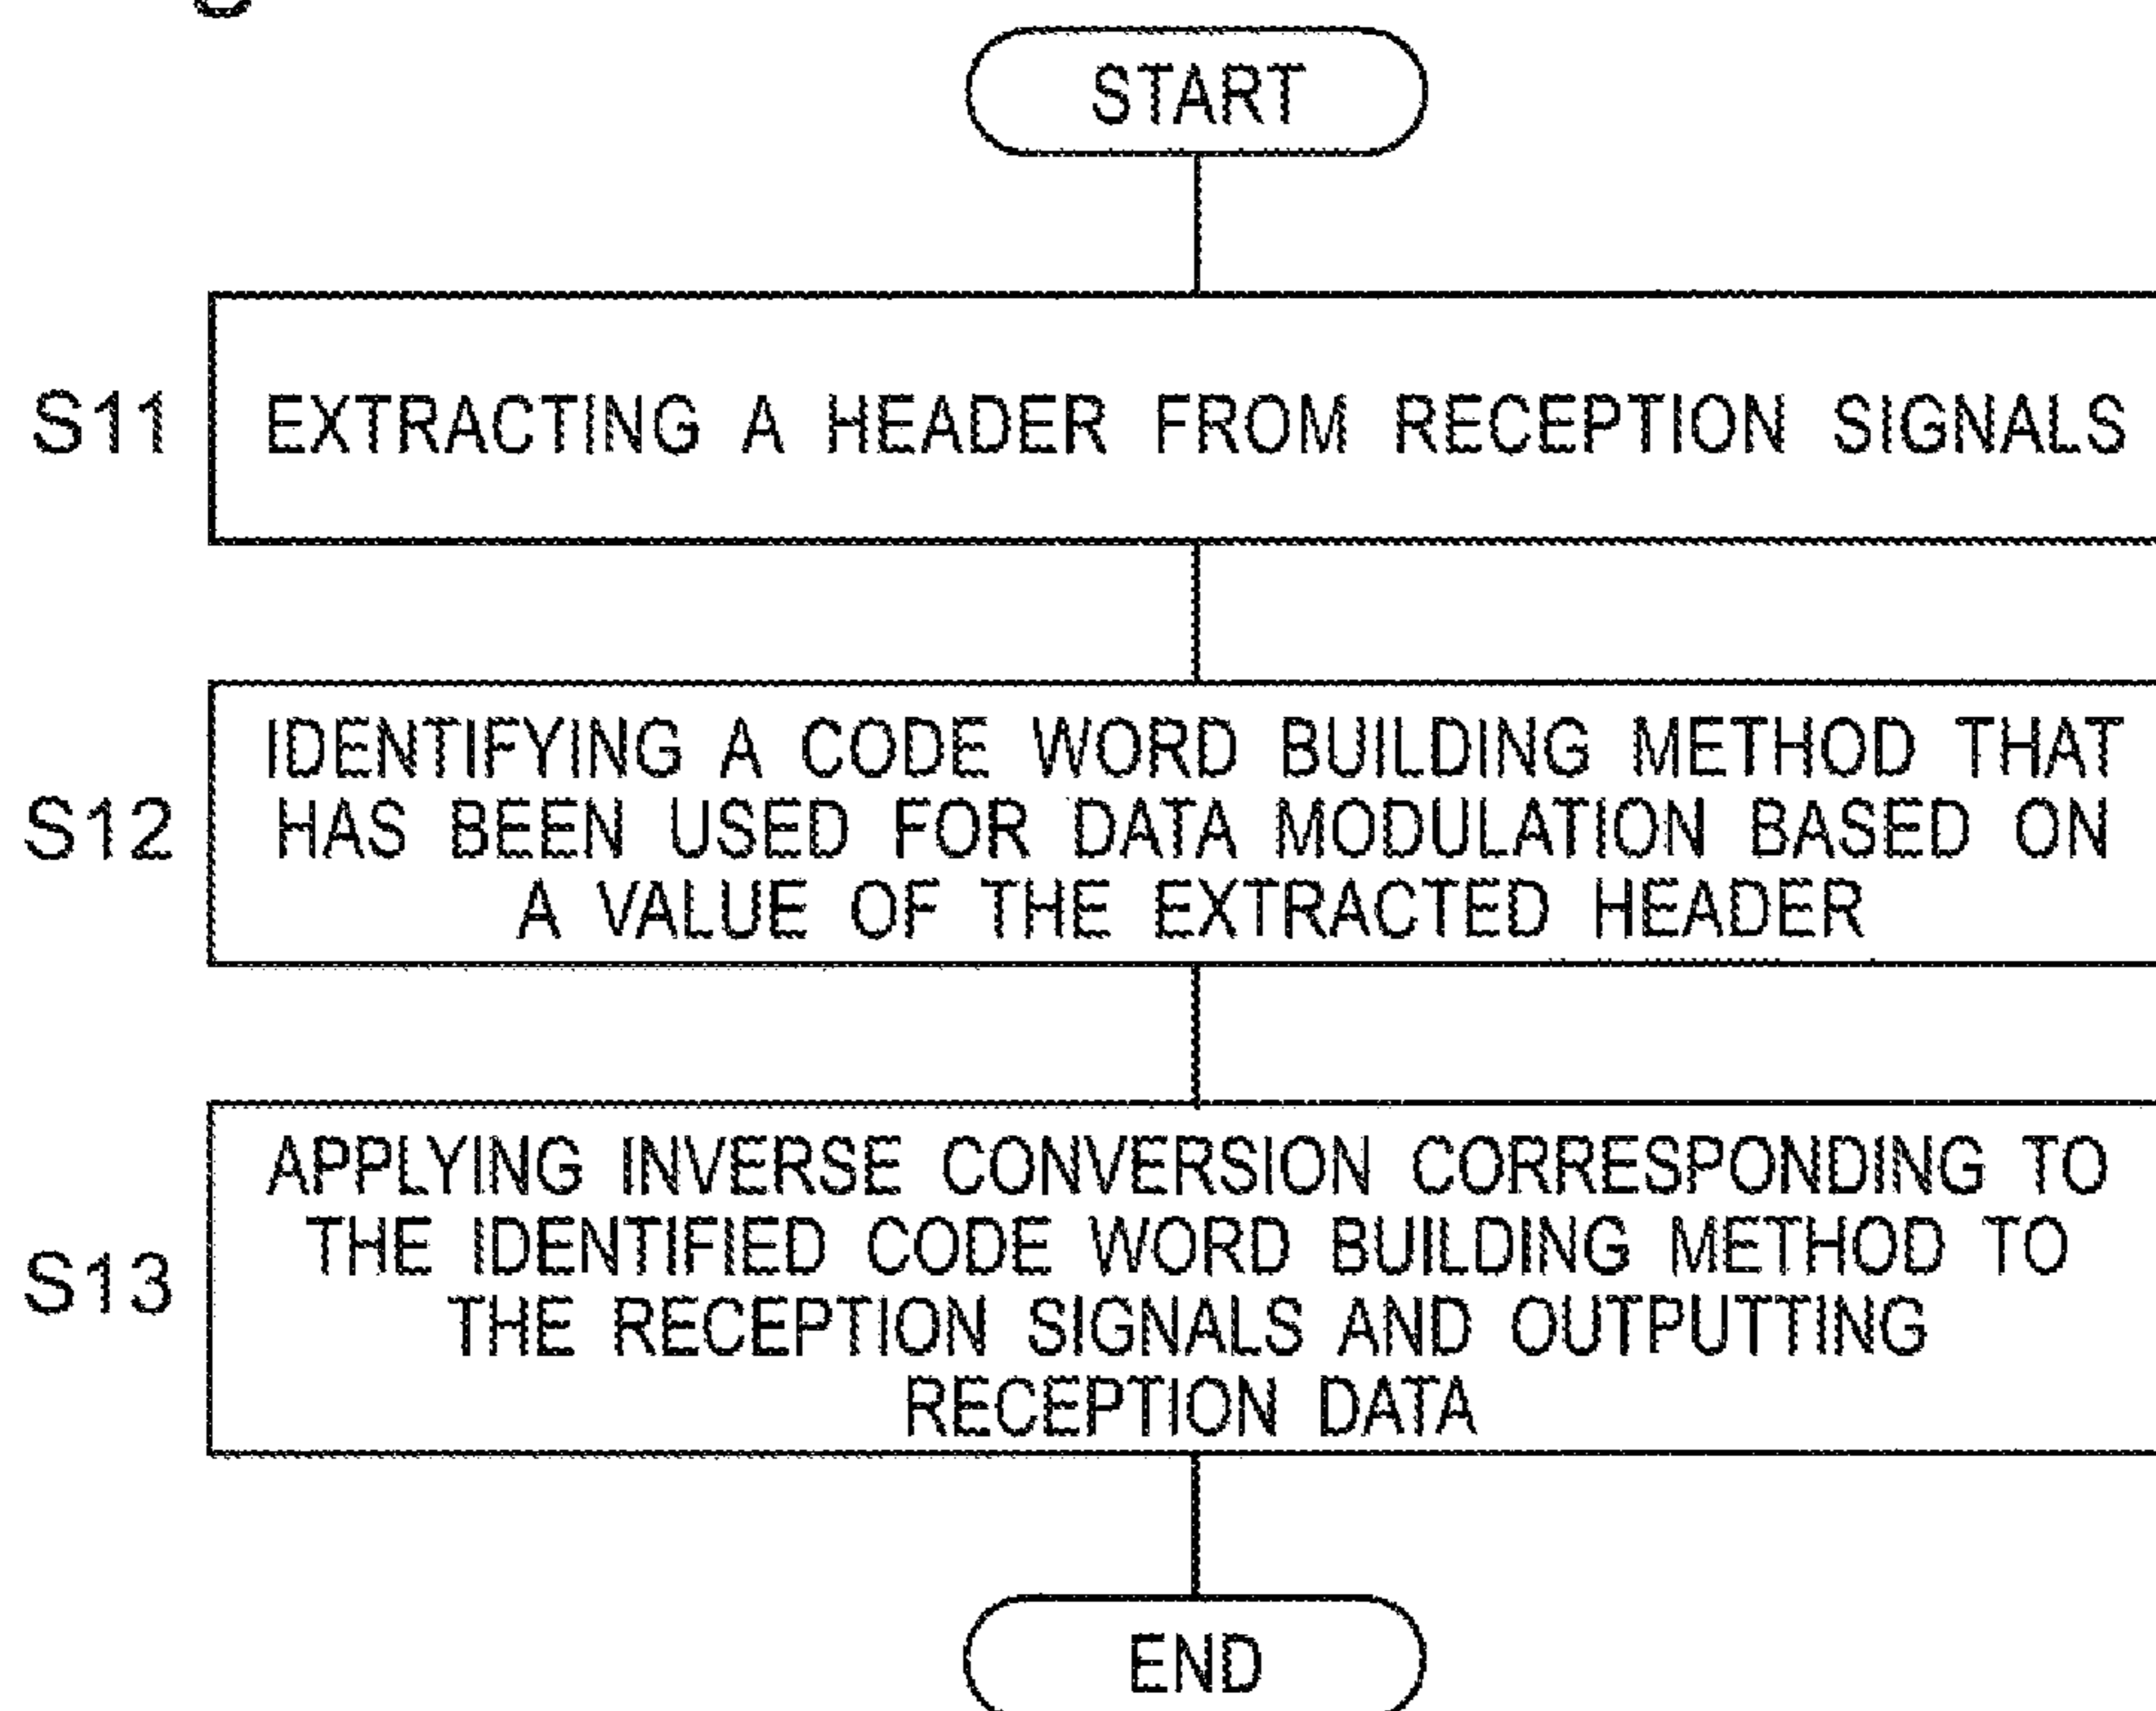 START
S11
EXTRACTING A HEADER FROM RECEPTION SIGNALS
S12
IDENTIFYING A CODE WORD BUILDING METHOD THAT
HAS BEEN USED FOR DATA MODULATION BASED ON
A VALUE OF THE EXTRACTED HEADER
S13
APPLYING INVERSE CONVERSION CORRESPONDING TO
THE IDENTIFIED CODE WORD BUILDING METHOD TO
THE RECEPTION SIGNALS AND OUTPUTTING
RECEPTION DATA
END